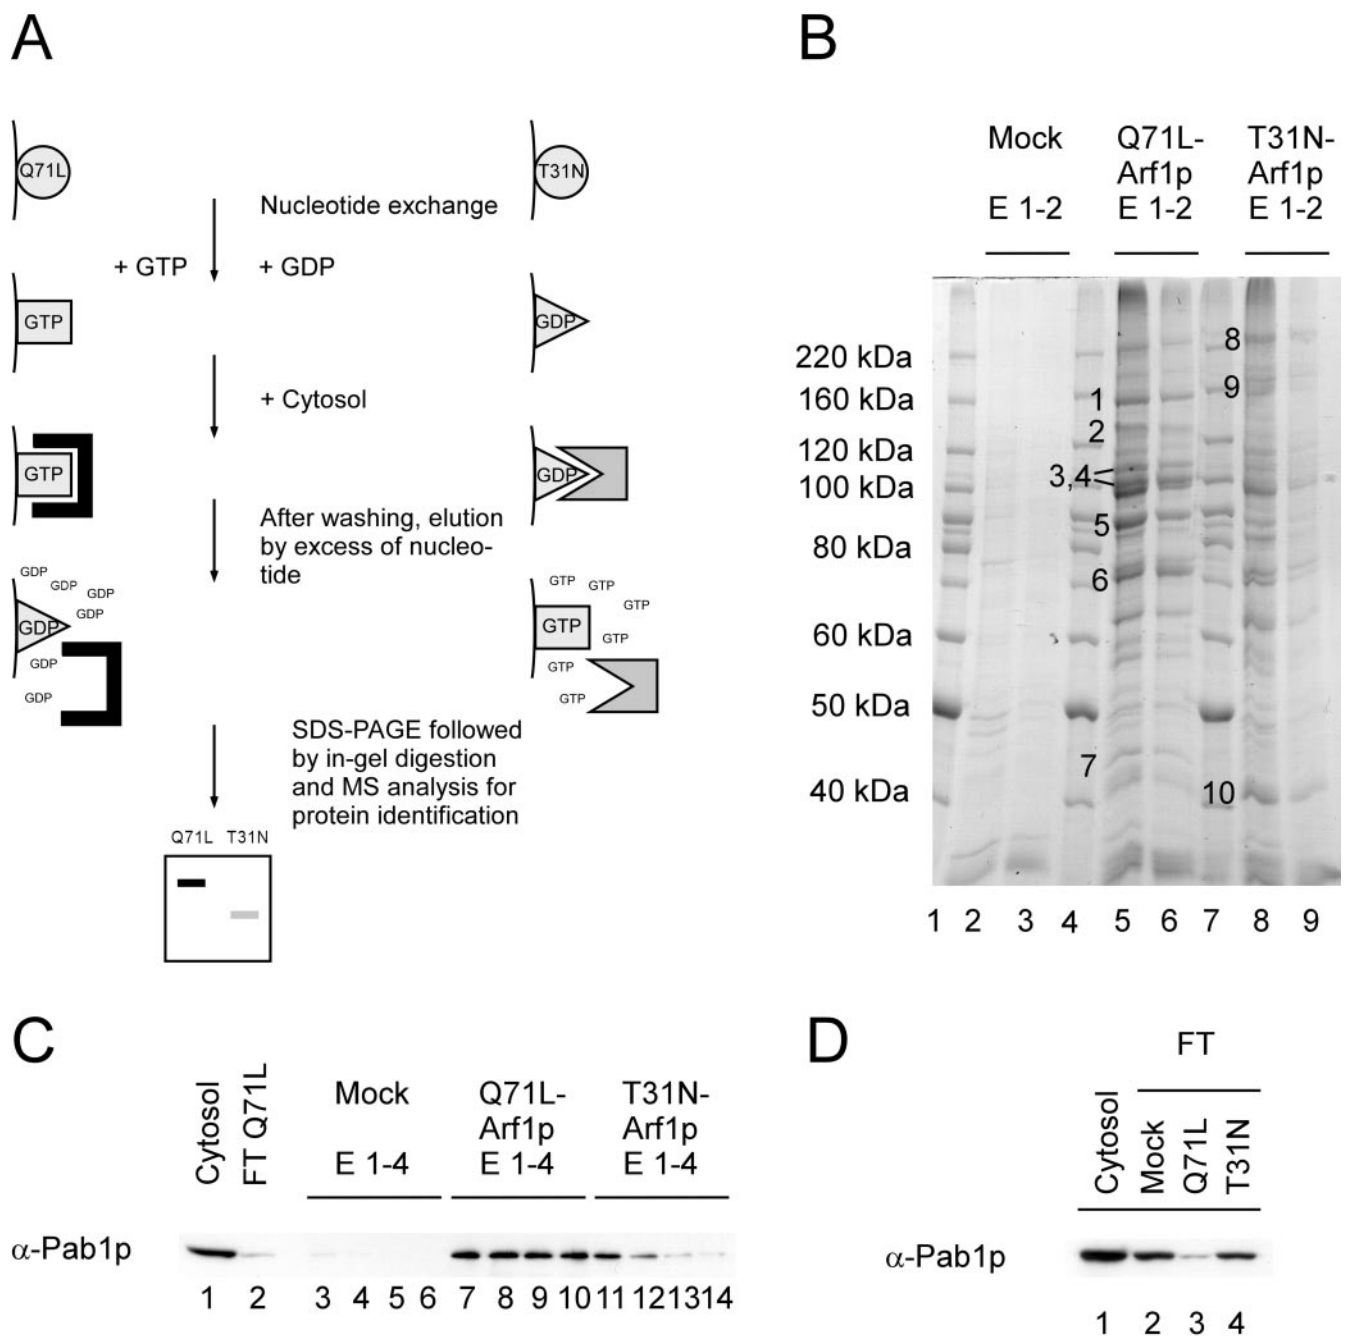 A
Q71L
T31N
Nucleotide exchange
+ GTP
+ GDP
GTP
GDP
+ Cytosol
GTP
GDP
After washing, elution
by excess of nucleo-
tide
GDP
GDP
GDP
GDP
GDP
GDP
GDP
GTP
GTP
GTP
GTP
GTP
GTP
GTP
SDS-PAGE followed
by in-gel digestion
and MS analysis for
protein identification
Q71L T31N
B
Mock
Q71L-
Arf1p
T31N-
Arf1p
E 1-2
E 1-2
E 1-2
220 kDa
160 kDa
120 kDa
100 kDa
80 kDa
60 kDa
50 kDa
40 kDa
1
2
3,4
5
6
7
8
9
10
1 2 3 4 5 6 7 8 9
C
Cytosol
FT Q71L
Mock
E 1-4
Q71L-
Arf1p
E 1-4
T31N-
Arf1p
E 1-4
α-Pab1p
1 2 3 4 5 6 7 8 9 10 11 12 13 14
D
FT
Cytosol
Mock
Q71L
T31N
α-Pab1p
1 2 3 4